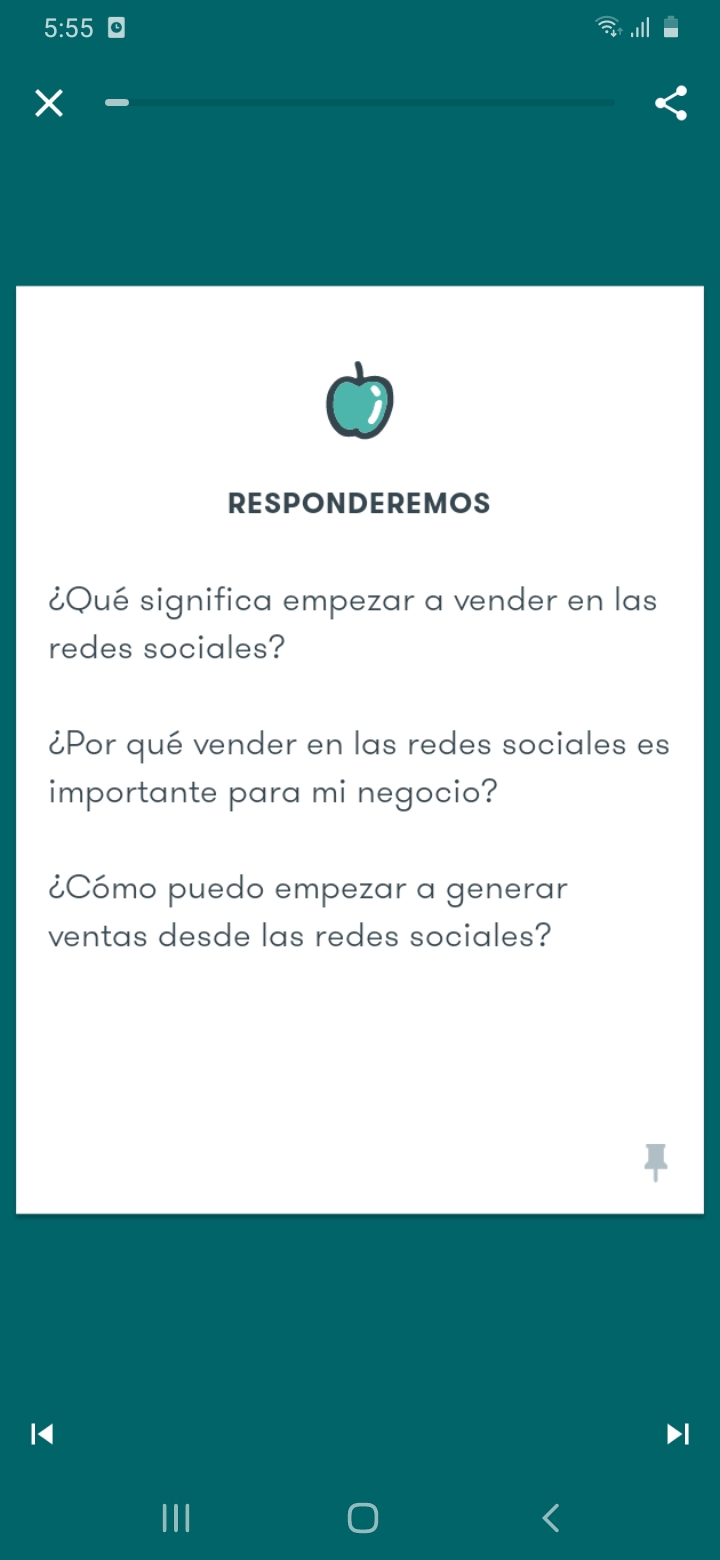 5:55
RESPONDEREMOS
¿Qué significa empezar a vender en las
redes sociales?
¿Por qué vender en las redes sociales es
importante para mi negocio?
¿Cómo puedo empezar a generar
ventas desde las redes sociales?